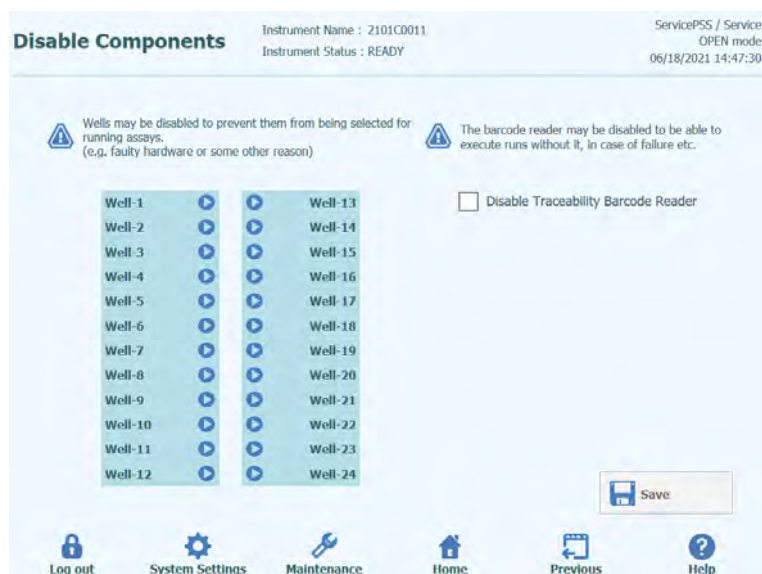 Disable Components
Instrument Name : 2101C0011
Instrument Status : READY
ServicePSS / Service
OPEN mode
06/18/2021 14:47:30
Wells may be disabled to prevent them from being selected for
running assays.
(e.g. faulty hardware or some other reason)
The barcode reader may be disabled to be able to
execute runs without it, in case of failure etc.
Disable Traceability Barcode Reader
Well-1 Well-13
Well-2 Well-14
Well-3 Well-15
Well-4 Well-16
Well-5 Well-17
Well-6 Well-18
Well-7 Well-19
Well-8 Well-20
Well-9 Well-21
Well-10 Well-22
Well-11 Well-23
Well-12 Well-24
Save
Log out System Settings Maintenance Home Previous Help